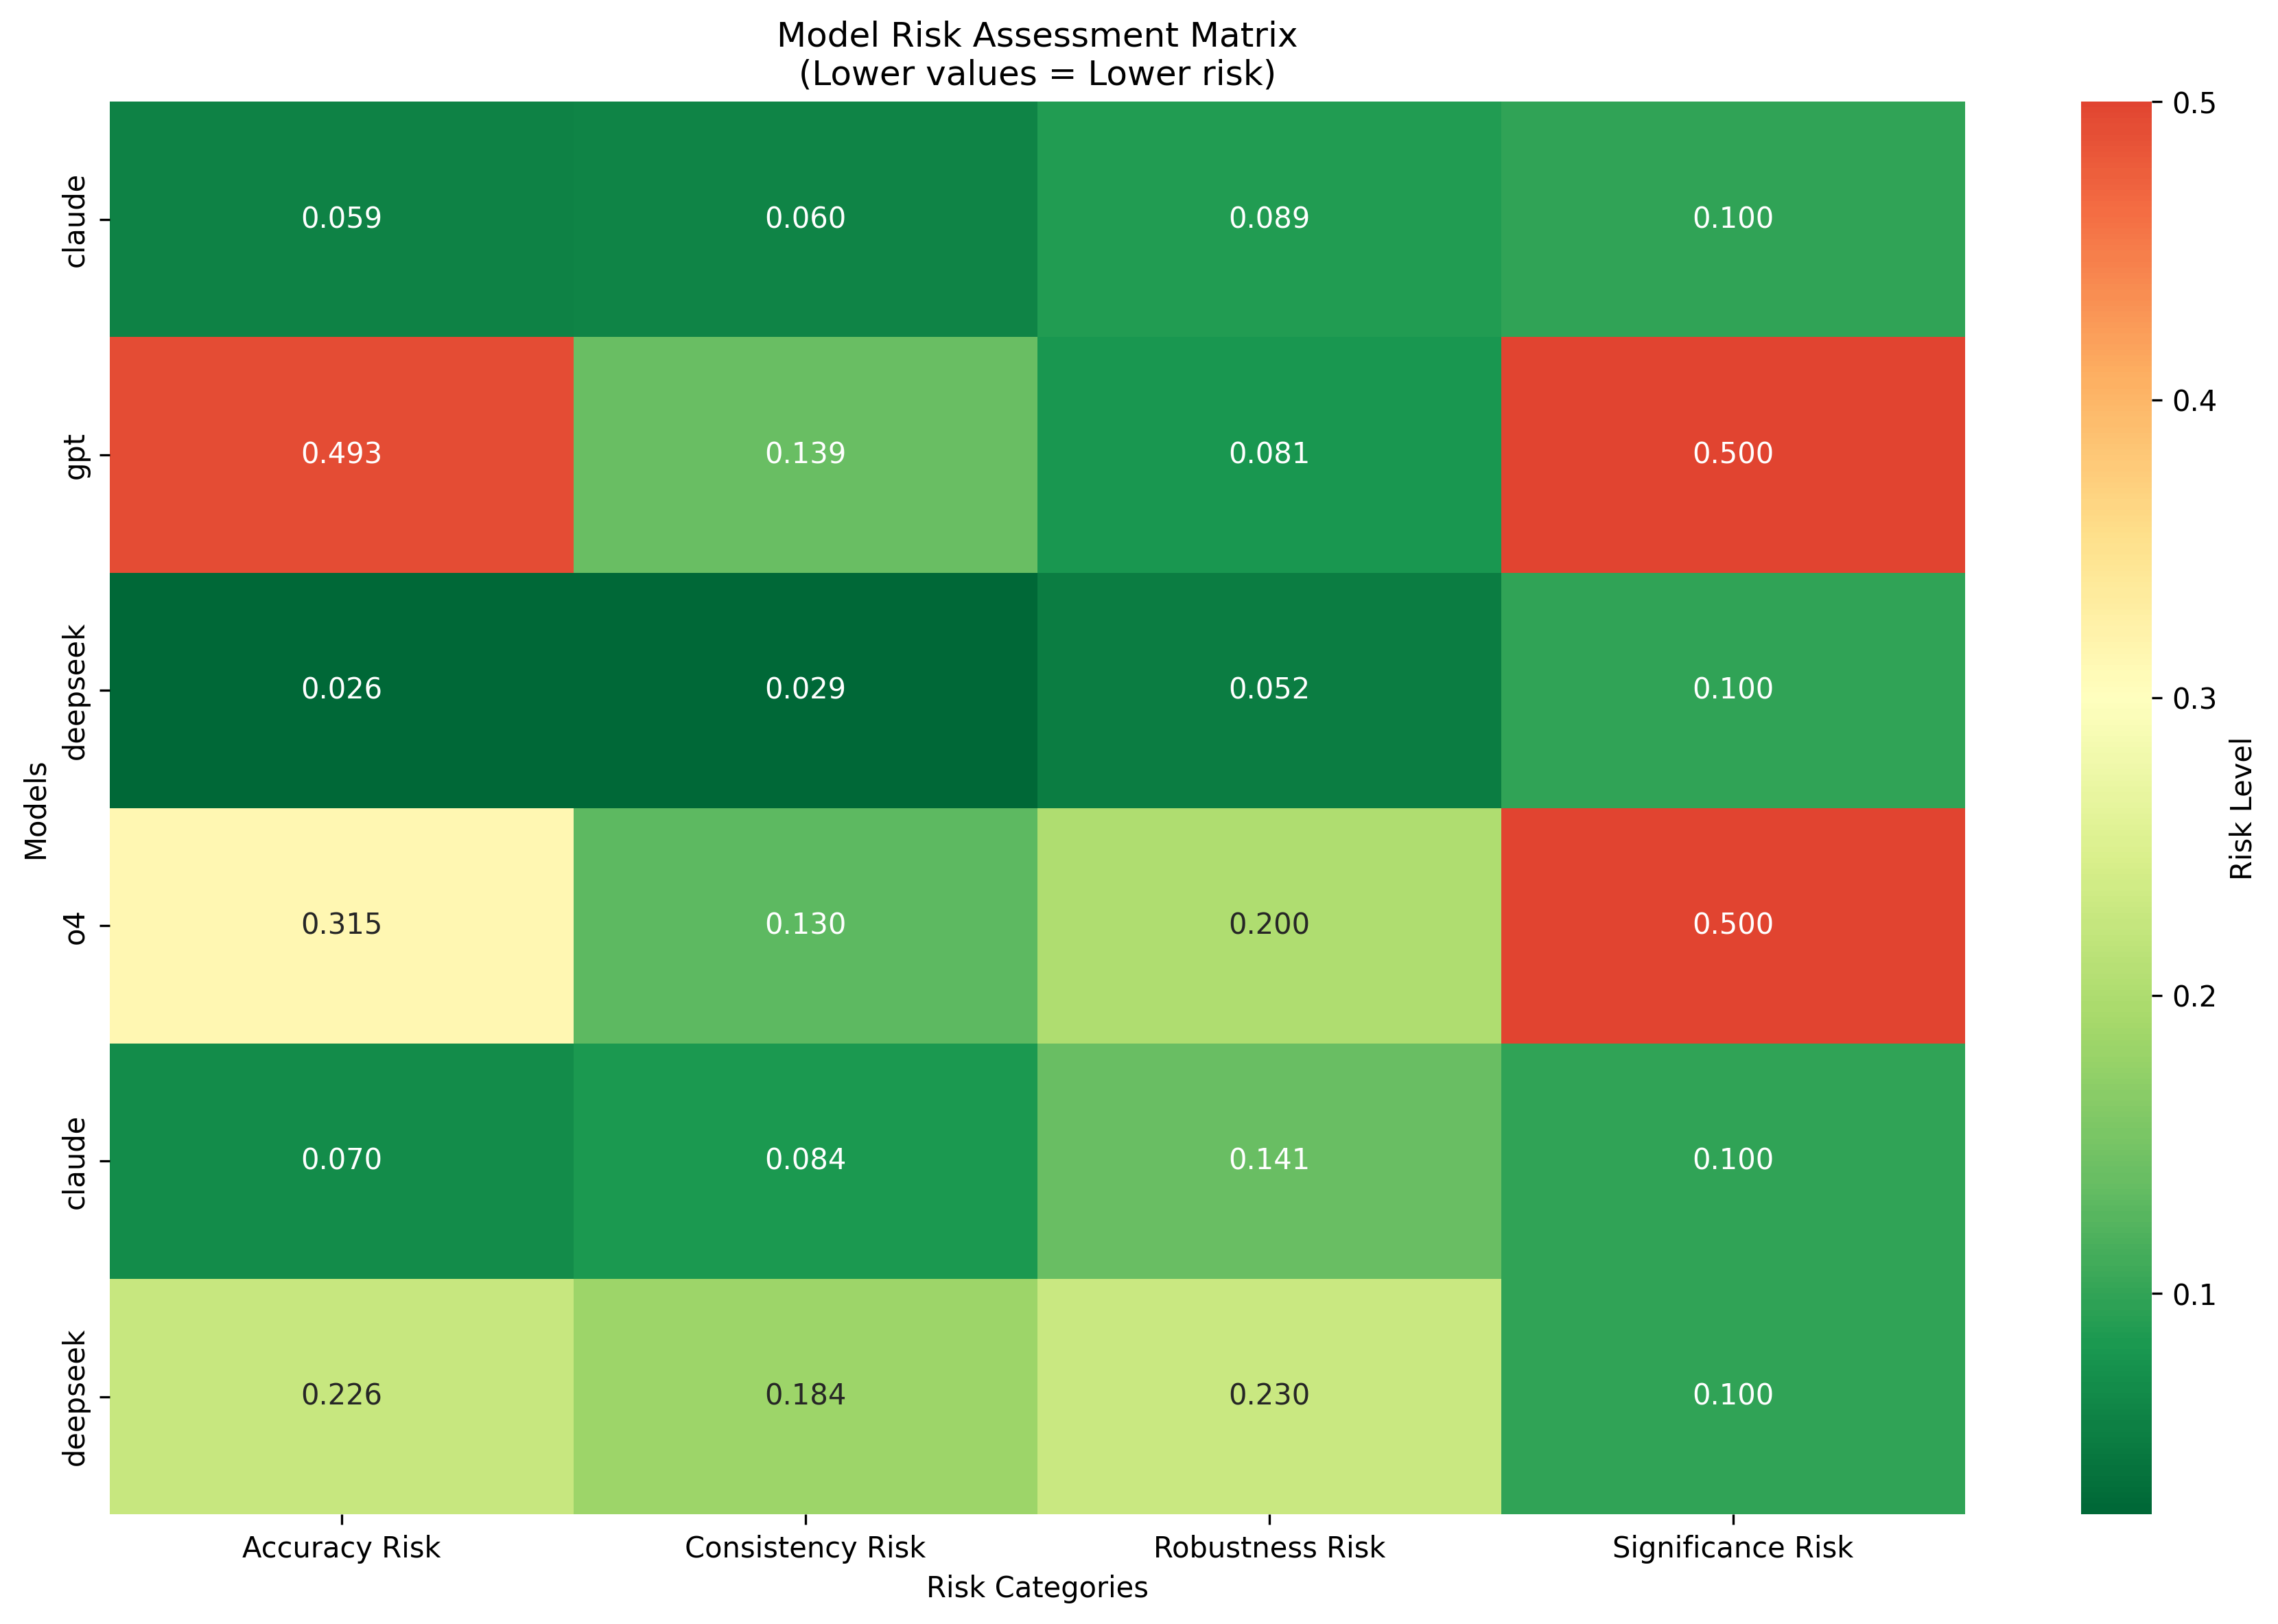 Model Risk Assessment Matrix
(Lower values = Lower risk)
Models
claude
0.059
0.060
0.089
0.100
gpt
0.493
0.139
0.081
0.500
deepseek
0.026
0.029
0.052
0.100
o4
0.315
0.130
0.200
0.500
claude
0.070
0.084
0.141
0.100
deepseek
0.226
0.184
0.230
0.100
Accuracy Risk
Consistency Risk
Robustness Risk
Significance Risk
Risk Categories
0.5
0.4
0.3
0.2
0.1
Risk Level